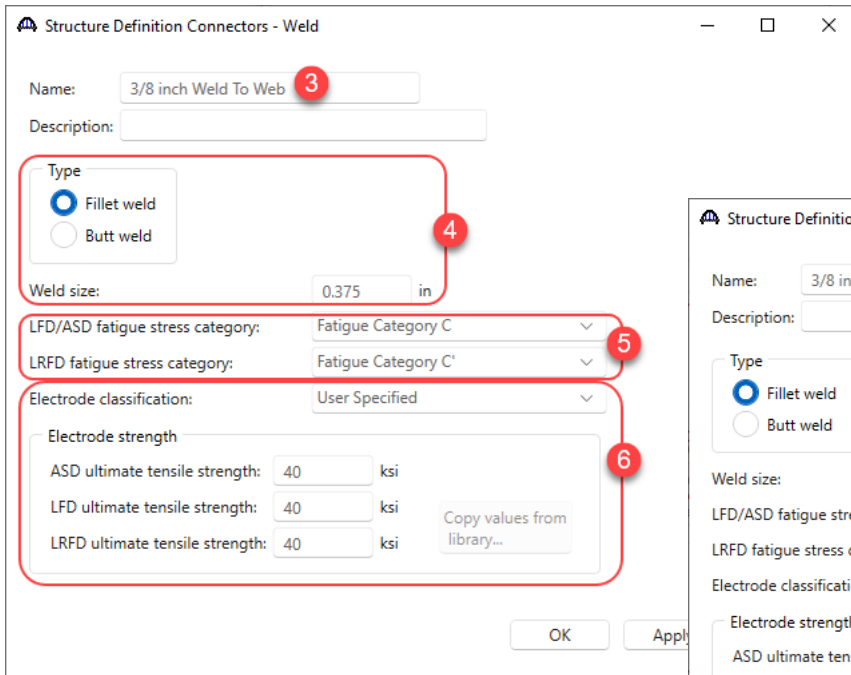 Structure Definition Connectors - Weld
Name: 3/8 inch Weld To Web 3
Description:
Type
Fillet weld
Butt weld
4
Weld size: 0.375 in
LFD/ASD fatigue stress category: Fatigue Category C
5
LRFD fatigue stress category: Fatigue Category C'
Electrode classification: User Specified
Electrode strength
6
ASD ultimate tensile strength: 40 ksi
LFD ultimate tensile strength: 40 ksi
Copy values from
library...
LRFD ultimate tensile strength: 40 ksi
OK Apply
Structure Definitio
Name: 3/8 in
Description:
Type
Fillet weld
Butt weld
Weld size:
LFD/ASD fatigue stre
LRFD fatigue stress c
Electrode classificati
Electrode strength
ASD ultimate tens